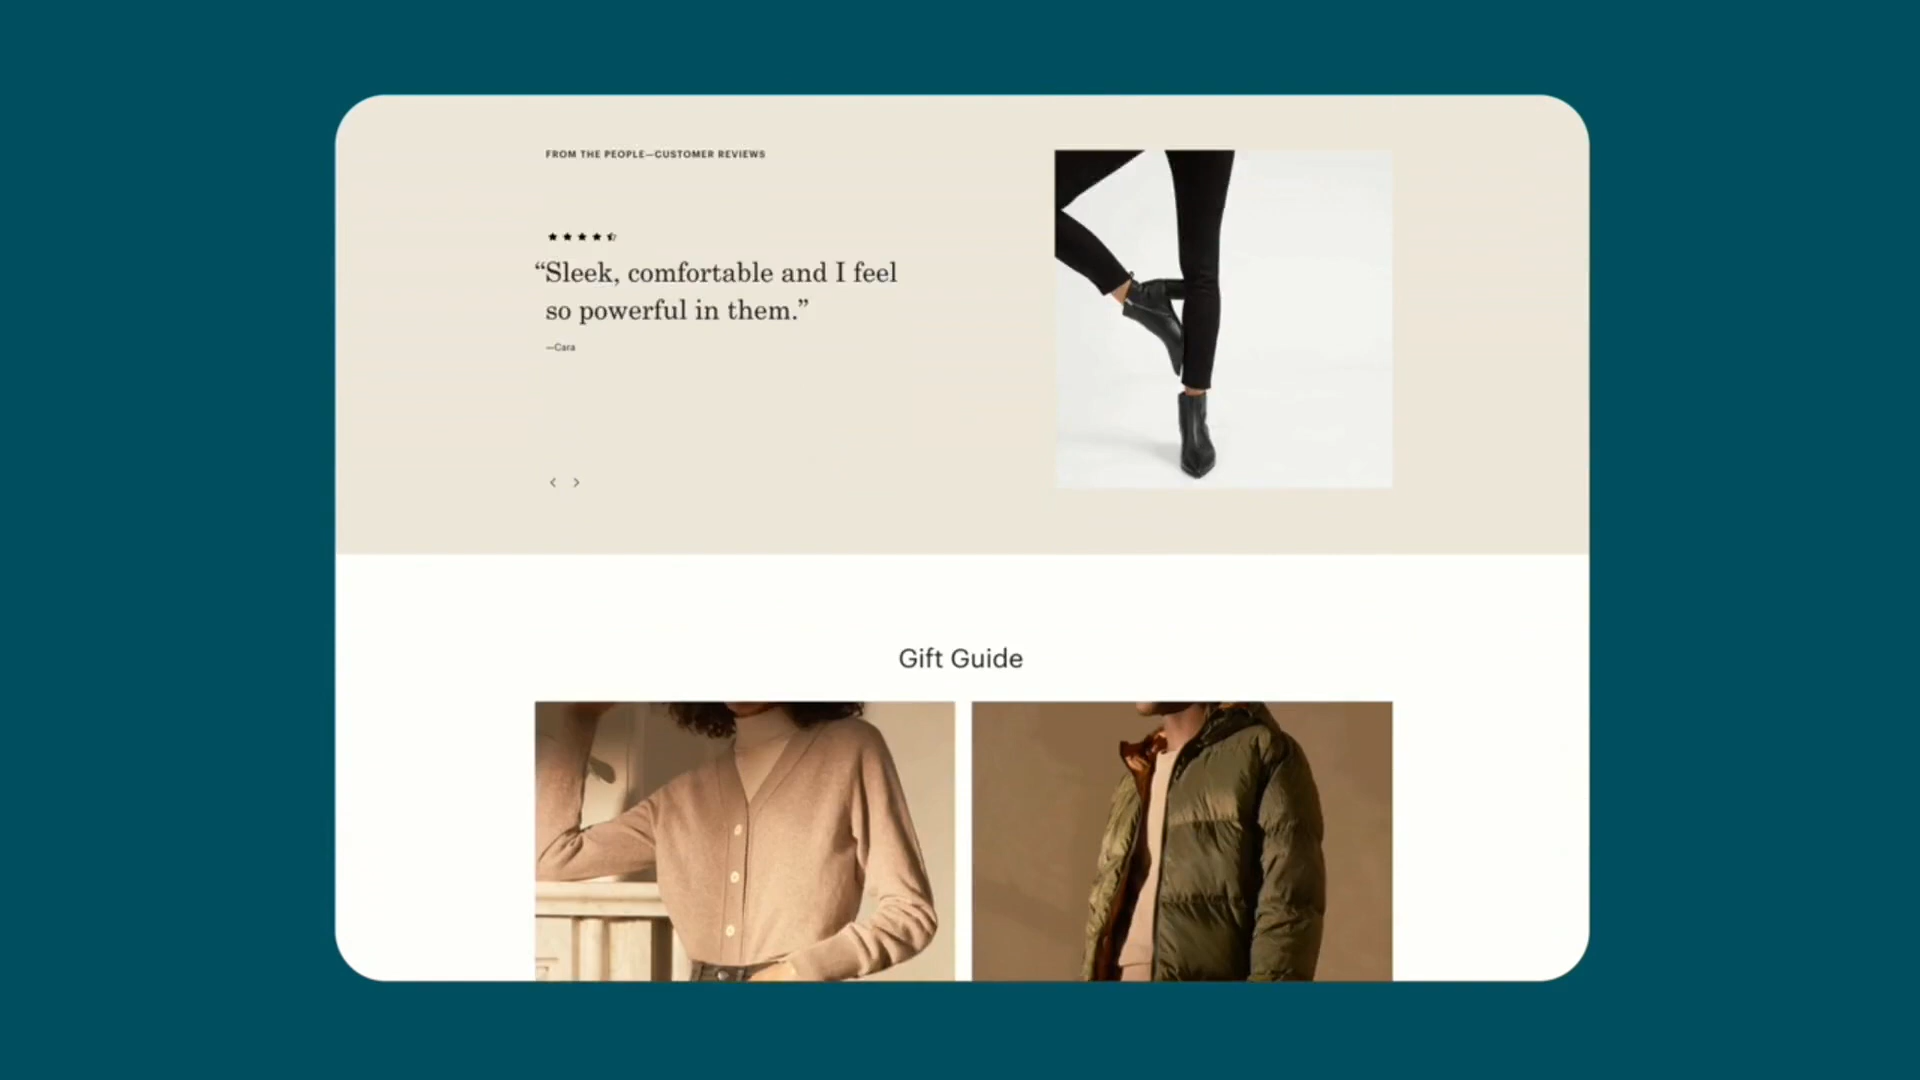 FROM THE PEOPLE—CUSTOMER REVIEWS
“Sleek, comfortable and I feel
so powerful in them.”
—Cara
Gift Guide